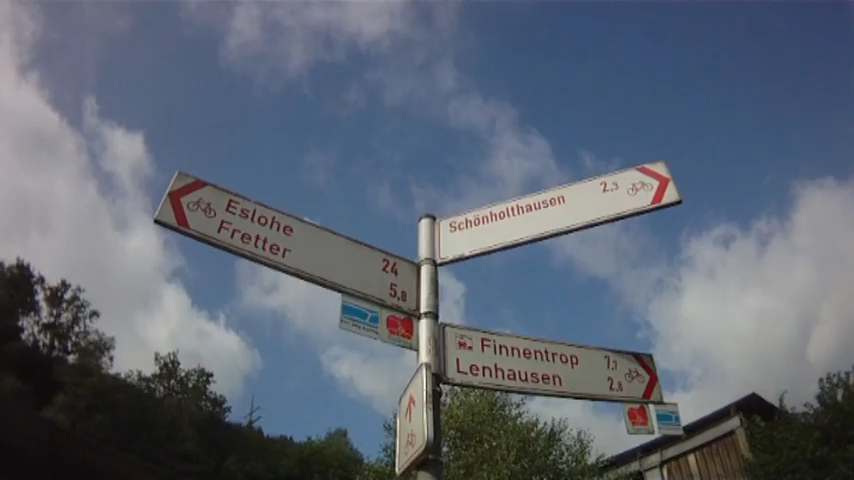 Eslohe 24
Fretter 5,8
Schönholthausen 2,3
Finnentrop 7,7
Lenhausen 2,8